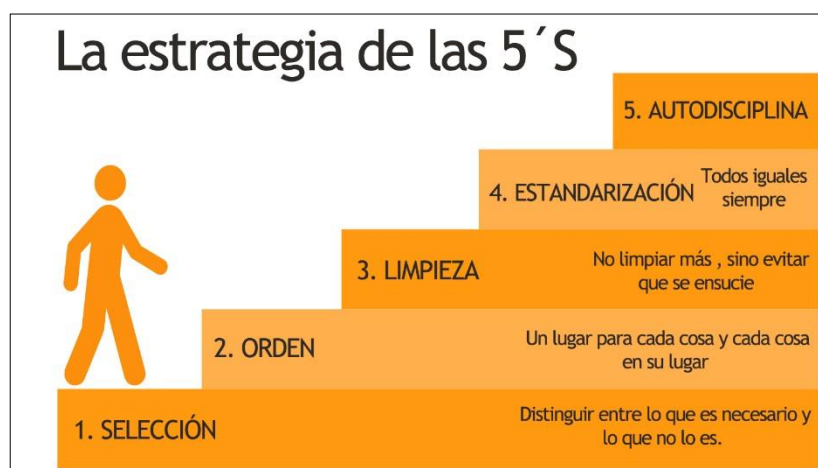 La estrategia de las 5´S
5. AUTODISCIPLINA
4. ESTANDARIZACIÓN
Todos iguales
siempre
3. LIMPIEZA
No limpiar más , sino evitar
que se ensucie
2. ORDEN
Un lugar para cada cosa y cada cosa
en su lugar
1. SELECCIÓN
Distinguir entre lo que es necesario y
lo que no lo es.